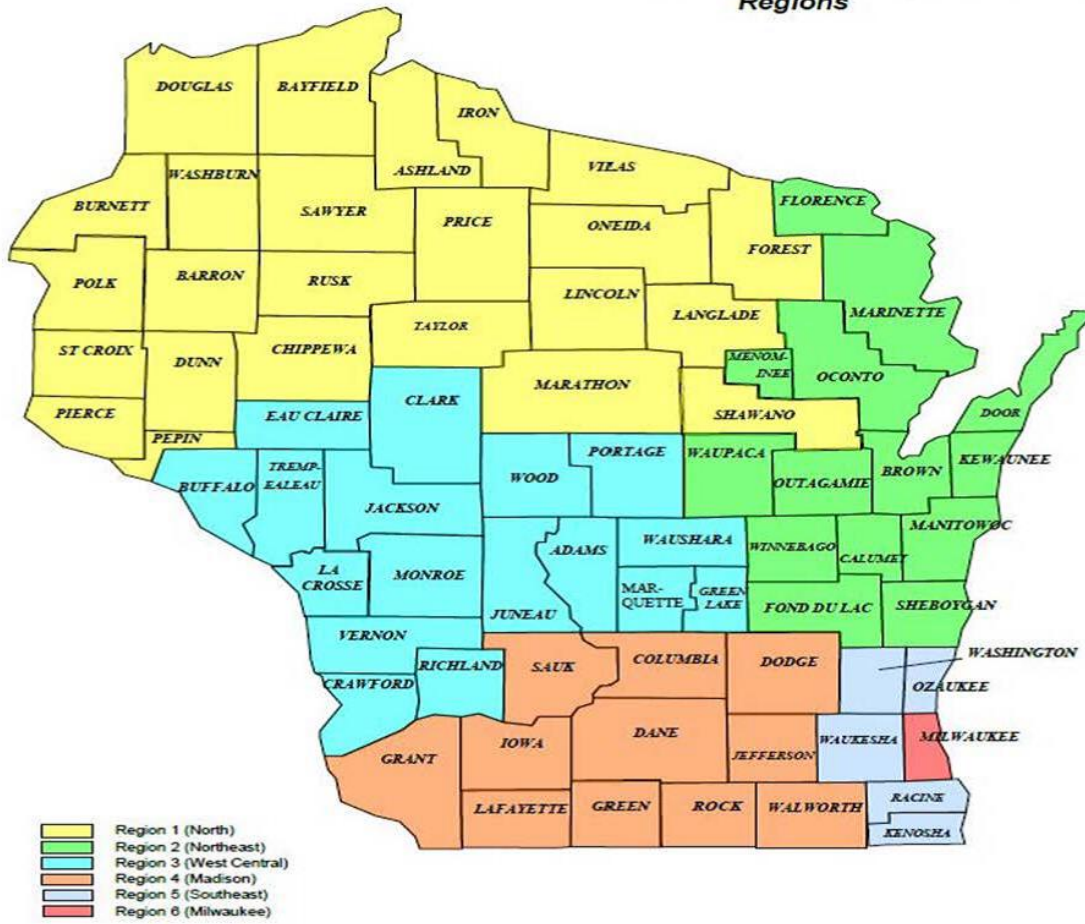 Regions
DOUGLAS
BAYFIELD
IRON
ASHLAND
VILAS
WASHBURN
BURNETT
SAWYER
PRICE
ONEIDA
FLORENCE
FOREST
POLK
BARRON
RUSK
LINCOLN
LANGLADE
MARINETTE
TAYLOR
ST CROIX
DUNN
CHIPPEWA
MENOM-
INEE
OCONTO
MARATHON
CLARK
PIERCE
EAU CLAIRE
SHAWANO
DOOR
PEPIN
PORTAGE
WAUPACA
BROWN
KEWAUNEE
TREMP-
EALEAU
BUFFALO
WOOD
OUTAGAMIE
JACKSON
MANITOWOC
WAUSHARA
WINNEBAGO
CALUMET
ADAMS
LA
CROSSE
MONROE
MAR-
QUETTE
GREEN
LAKE
JUNEAU
FOND DU LAC
SHEBOYGAN
VERNON
RICHLAND
SAUK
COLUMBIA
DODGE
WASHINGTON
CRAWFORD
OZAUKEE
GRANT
IOWA
DANE
JEFFERSON
WAUKESHA
MILWAUKEE
LAFAYETTE
GREEN
ROCK
WALWORTH
RACINE
KENOSHA
Region 1 (North)
Region 2 (Northeast)
Region 3 (West Central)
Region 4 (Madison)
Region 5 (Southeast)
Region 6 (Milwaukee)